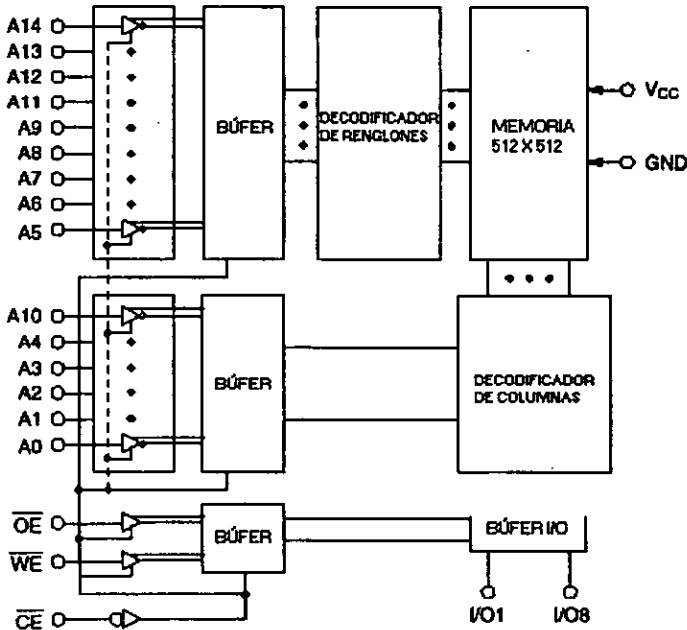 A14
A13
A12
A11
A9
A8
A7
A6
A5
BÚFER
DECODIFICADOR
DE RENGLONES
MEMORIA
512 X 512
VCC
GND
A10
A4
A3
A2
A1
A0
BÚFER
DECODIFICADOR
DE COLUMNAS
OE
WE
CE
BÚFER
BÚFER I/O
I/O1
I/O8